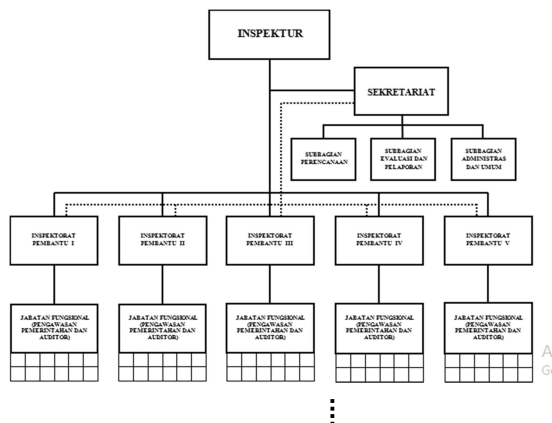 INSPEKTUR
SEKRETARIAT
SUBBAGIAN
PERENCANAAN
SUBBAGIAN
EVALUASI DAN
PELAPORAN
SUBBAGIAN
ADMINISTRAS
DAN UMUM
INSPEKTORAT
PEMBANTU I
INSPEKTORAT
PEMBANTU II
INSPEKTORAT
PEMBANTU III
INSPEKTORAT
PEMBANTU IV
INSPEKTORAT
PEMBANTU V
JABATAN FUNGSIONAL
(PENGAWASAN
PEMERINTAHAN DAN
AUDITOR)
JABATAN FUNGSIONAL
(PENGAWASAN
PEMERINTAHAN DAN
AUDITOR)
JABATAN FUNGSIONAL
(PENGAWASAN
PEMERINTAHAN DAN
AUDITOR)
JABATAN FUNGSIONAL
(PENGAWASAN
PEMERINTAHAN DAN
AUDITOR)
JABATAN FUNGSIONAL
(PENGAWASAN
PEMERINTAHAN DAN
AUDITOR)